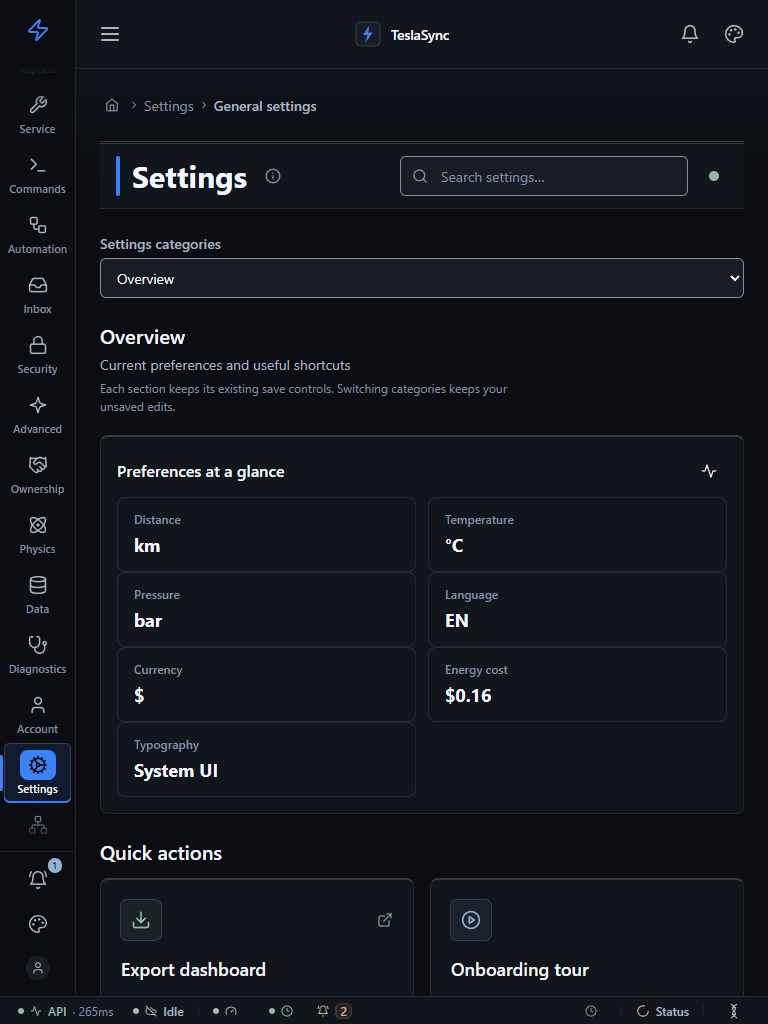 TeslaSync
Reports
Service
Commands
Automation
Inbox
Security
Advanced
Ownership
Physics
Data
Diagnostics
Account
Settings
1
Settings
General settings
Settings
Search settings...
Settings categories
Overview
Overview
Current preferences and useful shortcuts
Each section keeps its existing save controls. Switching categories keeps your
unsaved edits.
Preferences at a glance
Distance
km
Temperature
°C
Pressure
bar
Language
EN
Currency
$
Energy cost
$0.16
Typography
System UI
Quick actions
Export dashboard
Onboarding tour
API · 265ms
Idle
2
Status